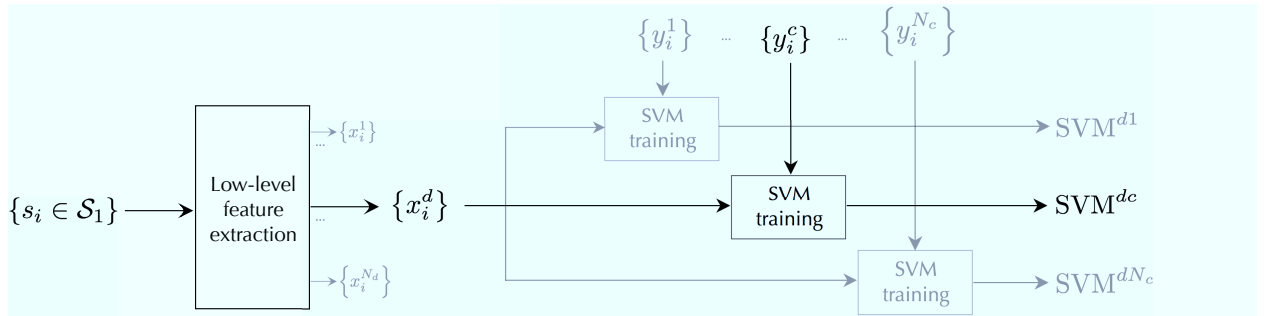 {y_i^1} ... {y_i^c} ... {y_i^{N_c}}
SVM
training
SVM^{d1}
{x_i^1}
...
{s_i ∈ 𝒮_1}
Low-level
feature
extraction
{x_i^d}
...
SVM
training
SVM^{dc}
{x_i^{N_d}}
SVM
training
SVM^{dN_c}